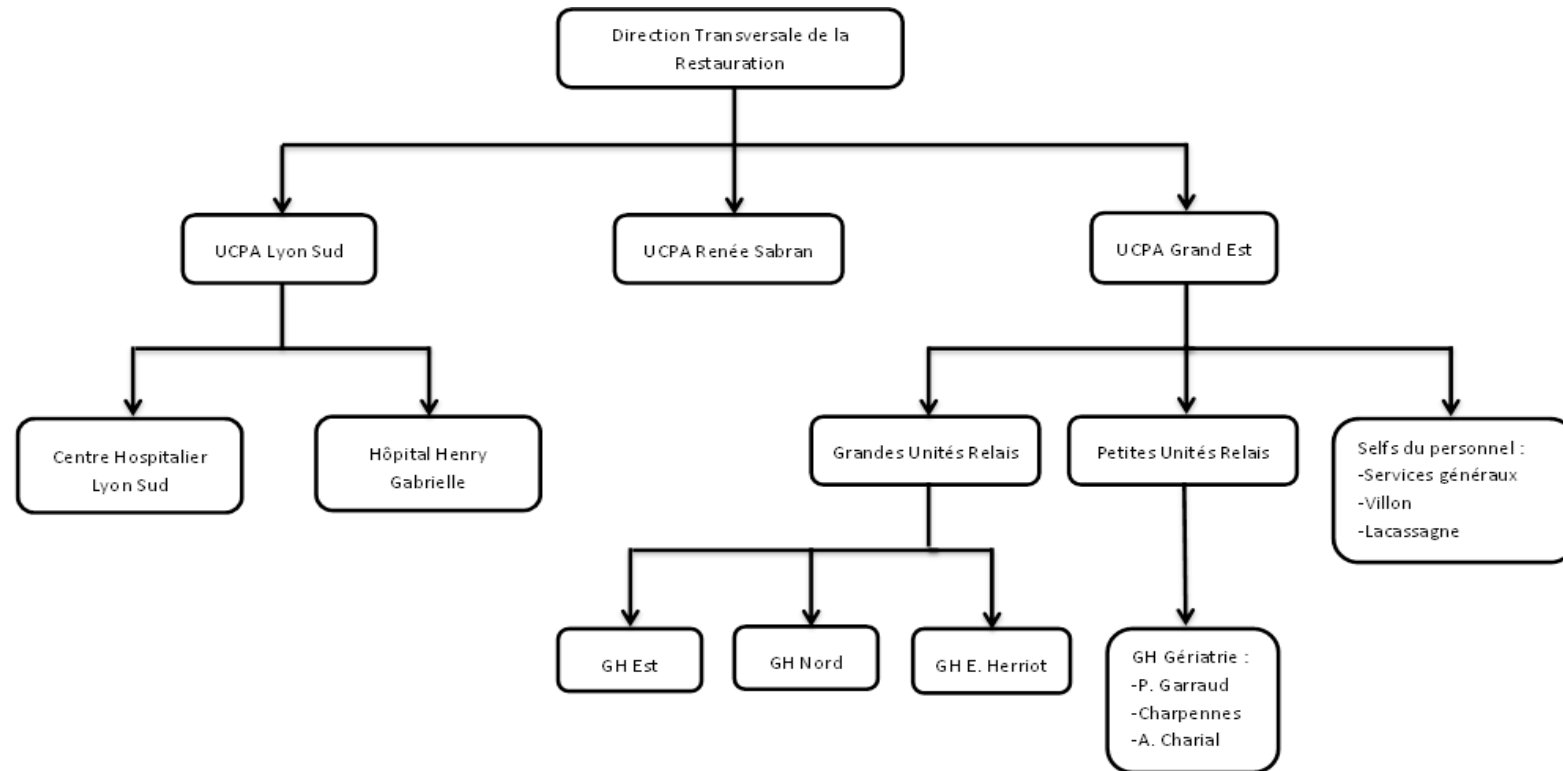 Direction Transversale de la
Restauration
UCPA Lyon Sud
UCPA Renée Sabran
UCPA Grand Est
Centre Hospitalier
Lyon Sud
Hôpital Henry
Gabrielle
Grandes Unités Relais
Petites Unités Relais
Selfs du personnel :
-Services généraux
-Villon
-Lacassagne
GH Est
GH Nord
GH E. Herriot
GH Gériatrie :
-P. Garraud
-Charpennes
-A. Charial